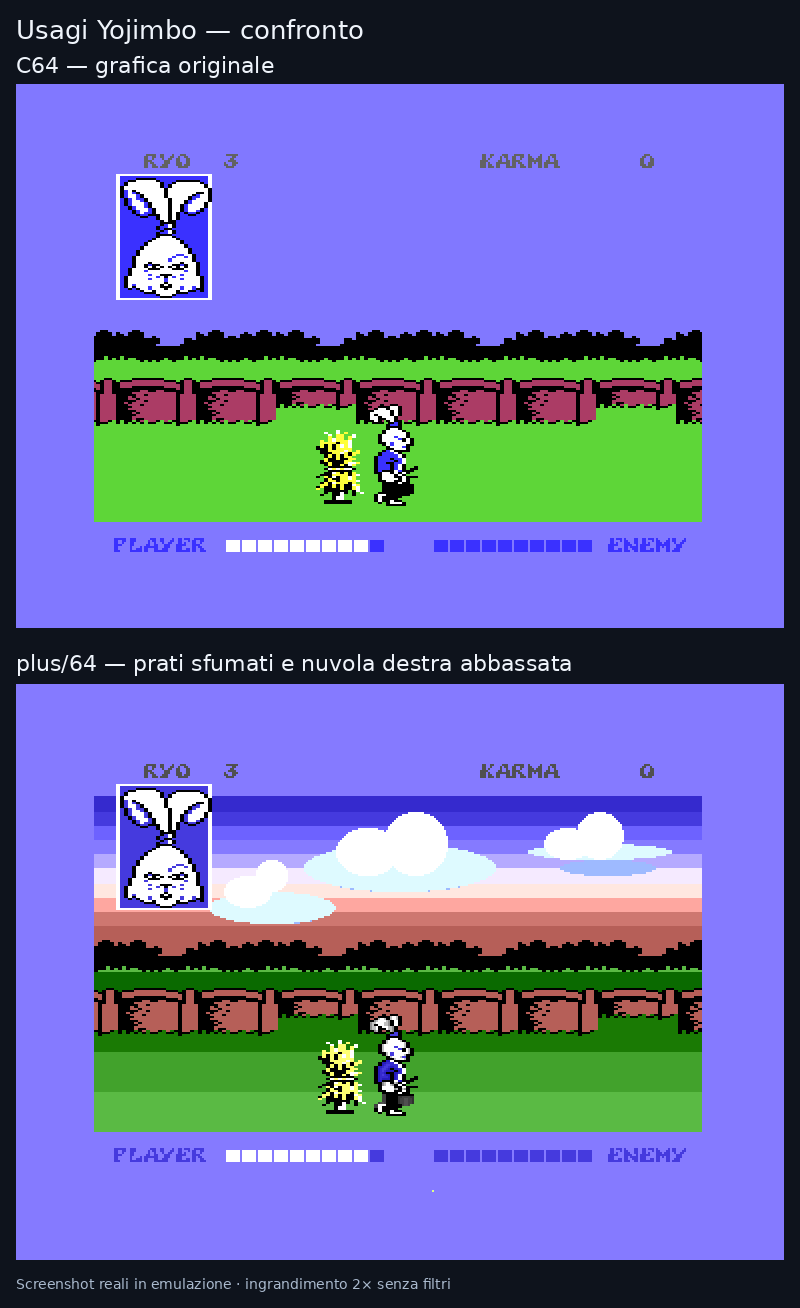 Usagi Yojimbo — confronto
C64 — grafica originale
RYO 3 KARMA 0
PLAYER ENEMY
plus/64 — prati sfumati e nuvola destra abbassata
RYO 3 KARMA 0
PLAYER ENEMY
Screenshot reali in emulazione · ingrandimento 2× senza filtri